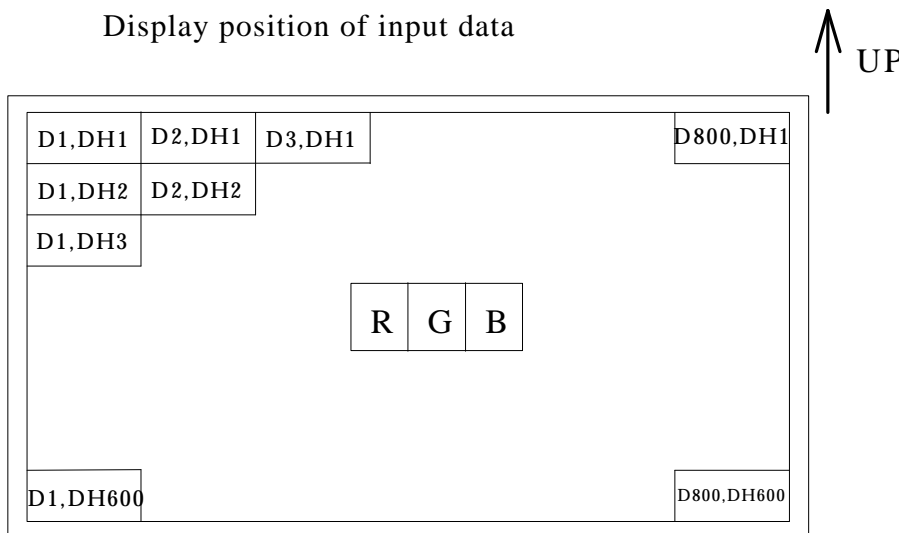 Display position of input data
UP
D1,DH1 D2,DH1 D3,DH1 D800,DH1
D1,DH2 D2,DH2
D1,DH3
R G B
D1,DH600 D800,DH600